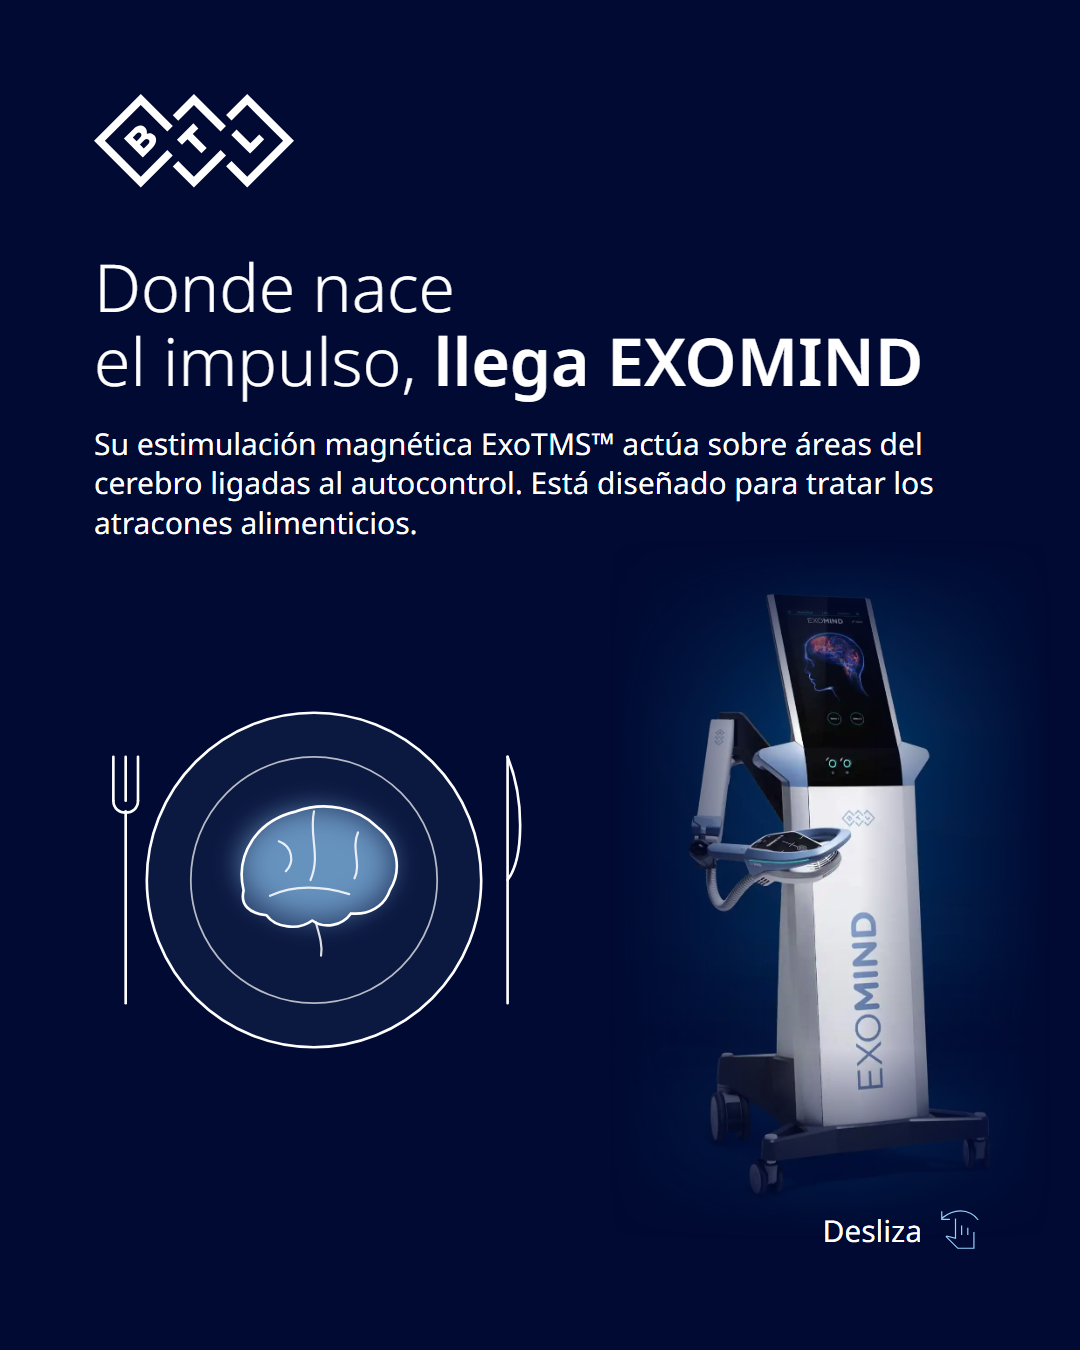 BTL
Donde nace
el impulso, llega EXOMIND
Su estimulación magnética ExoTMS™ actúa sobre áreas del
cerebro ligadas al autocontrol. Está diseñado para tratar los
atracones alimenticios.
EXOMIND
BTL
EXOMIND
Desliza